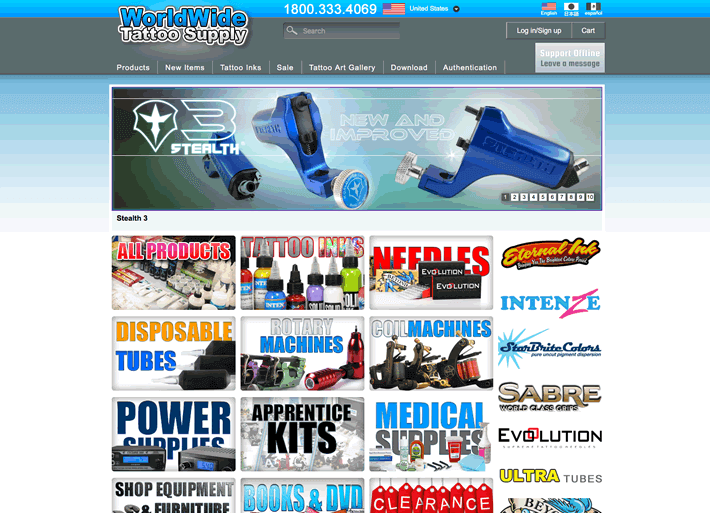 WorldWide
Tattoo Supply
1800.333.4069
United States
English
日本語
español
Search
Log in/Sign up
Cart
Support Offline
Leave a message
Products
New Items
Tattoo Inks
Sale
Tattoo Art Gallery
Download
Authentication
3
STEALTH
NEW AND
IMPROVED
STEALTH
1 2 3 4 5 6 7 8 9 10
Stealth 3
ALL PRODUCTS
TATTOO INKS
NEEDLES
EVOLUTION
Eternal Ink
INTENZE
DISPOSABLE
TUBES
ROTARY
MACHINES
COIL MACHINES
StarBriteColors
pure uncut pigment dispersion
SABRE
WORLD CLASS GRIPS
POWER
SUPPLIES
APPRENTICE
KITS
MEDICAL
SUPPLIES
EVOLUTION
ULTRA TUBES
SHOP EQUIPMENT
& FURNITURE
BOOKS & DVD
CLEARANCE